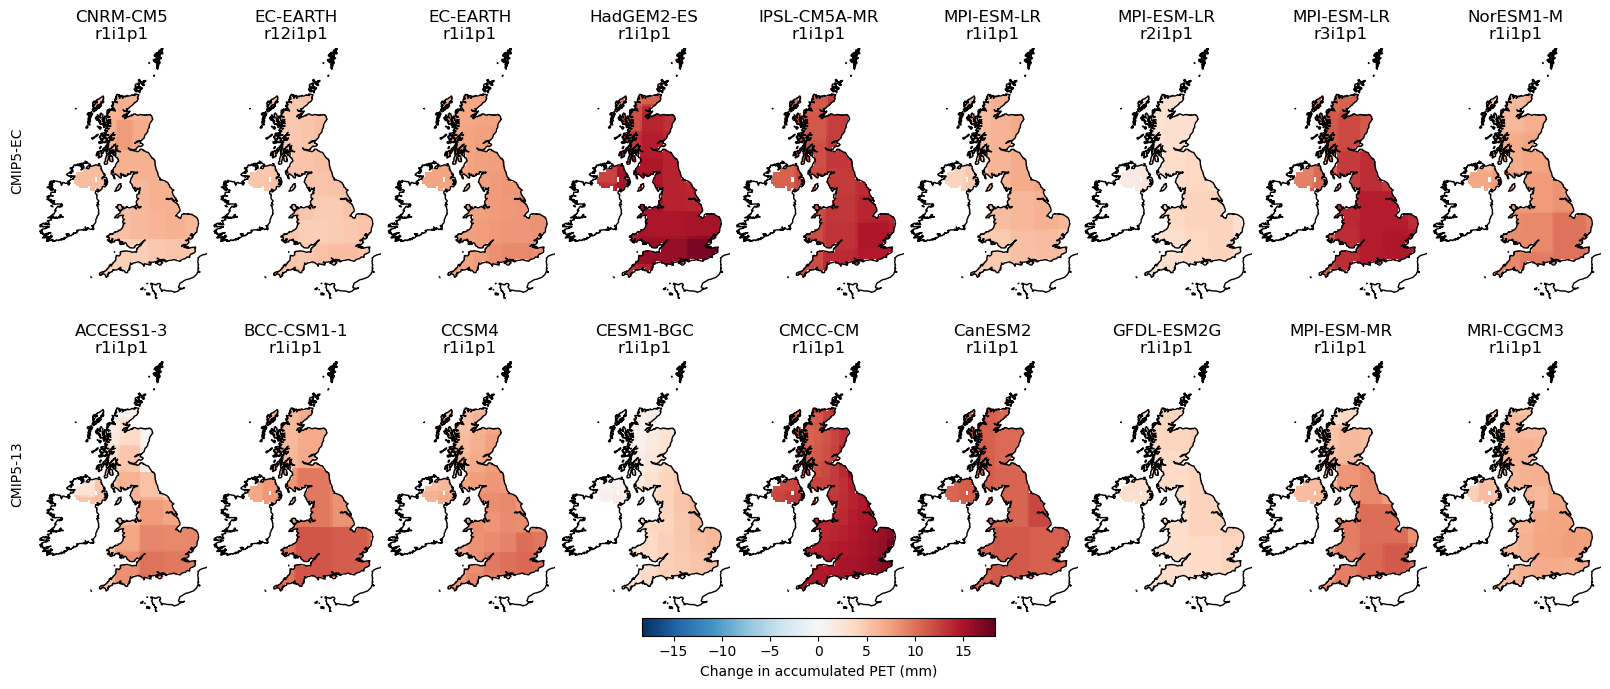 CNRM-CM5 EC-EARTH EC-EARTH HadGEM2-ES IPSL-CM5A-MR MPI-ESM-LR MPI-ESM-LR MPI-ESM-LR NorESM1-M
r1i1p1 r12i1p1 r1i1p1 r1i1p1 r1i1p1 r1i1p1 r2i1p1 r3i1p1 r1i1p1
CMIP5-EC
ACCESS1-3 BCC-CSM1-1 CCSM4 CESM1-BGC CMCC-CM CanESM2 GFDL-ESM2G MPI-ESM-MR MRI-CGCM3
r1i1p1 r1i1p1 r1i1p1 r1i1p1 r1i1p1 r1i1p1 r1i1p1 r1i1p1 r1i1p1
CMIP5-13
−15 −10 −5 0 5 10 15
Change in accumulated PET (mm)